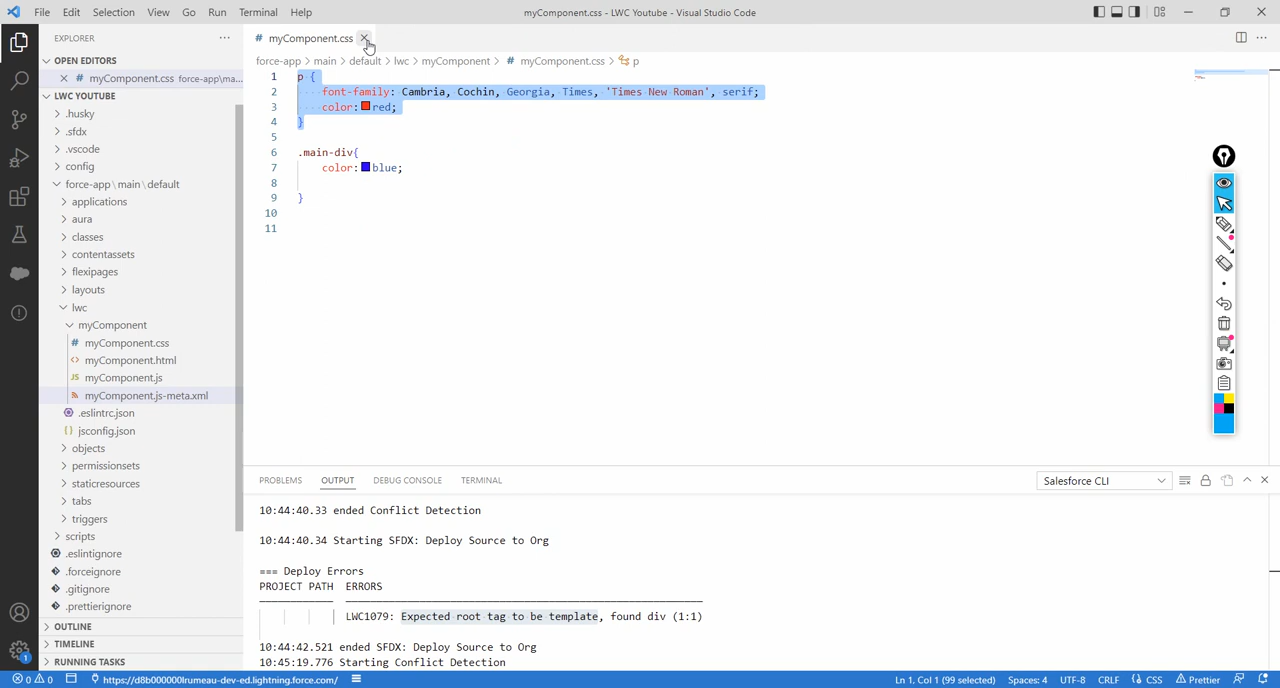 File Edit Selection View Go Run Terminal Help
myComponent.css - LWC Youtube - Visual Studio Code
EXPLORER
OPEN EDITORS
# myComponent.css force-app\ma...
LWC YOUTUBE
.husky
.sfdx
.vscode
config
force-app\main\default
applications
aura
classes
contentassets
flexipages
layouts
lwc
myComponent
# myComponent.css
<> myComponent.html
JS myComponent.js
myComponent.js-meta.xml
.eslintrc.json
{} jsconfig.json
objects
permissionsets
staticresources
tabs
triggers
scripts
.eslintignore
.forceignore
.gitignore
.prettierignore
OUTLINE
TIMELINE
RUNNING TASKS
# myComponent.css
force-app > main > default > lwc > myComponent > # myComponent.css > p
1 p {
2 font-family: Cambria, Cochin, Georgia, Times, 'Times New Roman', serif;
3 color: red;
4 }
5
6 .main-div{
7 color: blue;
8
9 }
10
11
PROBLEMS OUTPUT DEBUG CONSOLE TERMINAL
Salesforce CLI
10:44:40.33 ended Conflict Detection
10:44:40.34 Starting SFDX: Deploy Source to Org
=== Deploy Errors
PROJECT PATH ERRORS
LWC1079: Expected root tag to be template, found div (1:1)
10:44:42.521 ended SFDX: Deploy Source to Org
10:45:19.776 Starting Conflict Detection
1
0 0 https://d8b000000lrumeau-dev-ed.lightning.force.com/ Ln 1, Col 1 (99 selected) Spaces: 4 UTF-8 CRLF {} CSS Prettier